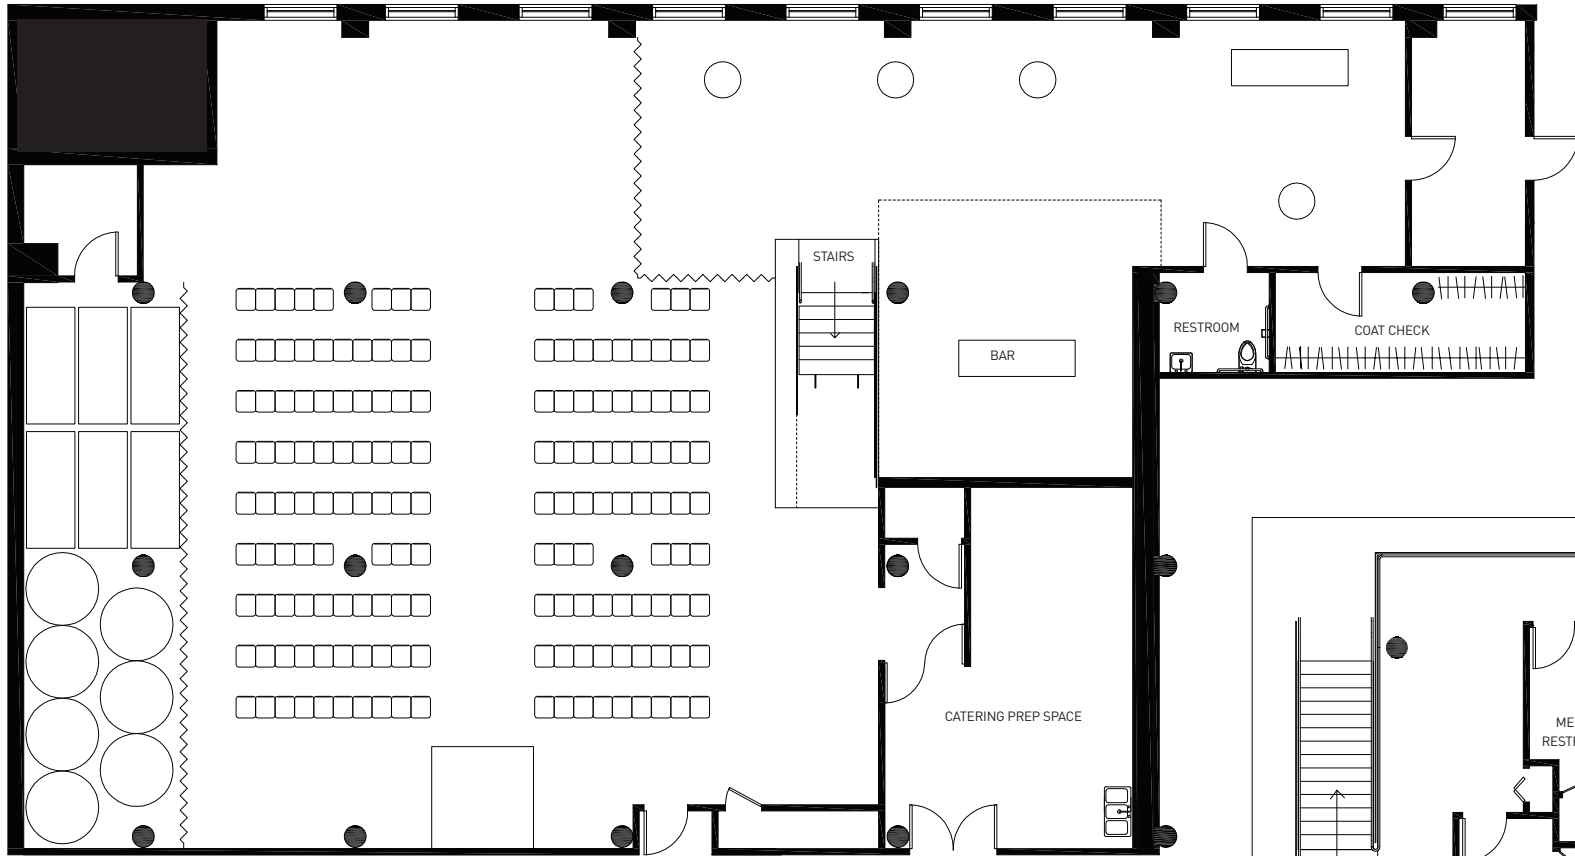 STAIRS
RESTROOM
COAT CHECK
BAR
CATERING PREP SPACE